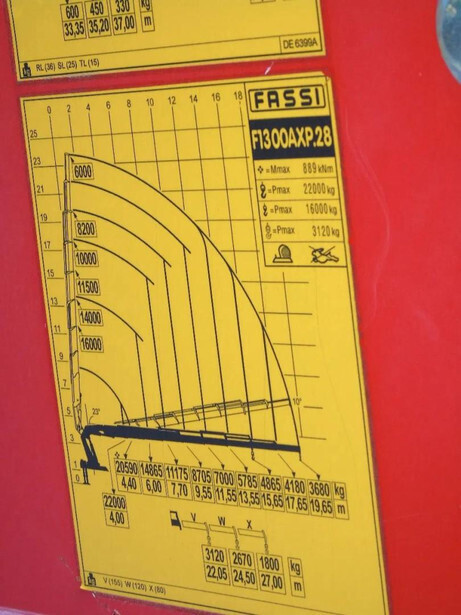 600 450 330 kg
33,35 35,20 37,00 m
DE 6399A
RL (36) SL (25) TL (15)
0 2 4 6 8 10 12 14 16 18
FASSI
F1300AXP.28
=Mmax 889 kNm
=Pmax 22000 kg
=Pmax 16000 kg
=Pmax 3120 kg
25
23
21
19
17
15
13
11
9
7
5
3
1
0
6000
8200
10000
11500
14000
16000
23°
10°
20590 14865 11175 8705 7000 5785 4865 4180 3680 kg
4,40 6,00 7,70 9,55 11,55 13,55 15,65 17,65 19,65 m
22000
4,00
V W X
3120 2670 1800 kg
22,05 24,50 27,00 m
V (155) W (120) X (80)